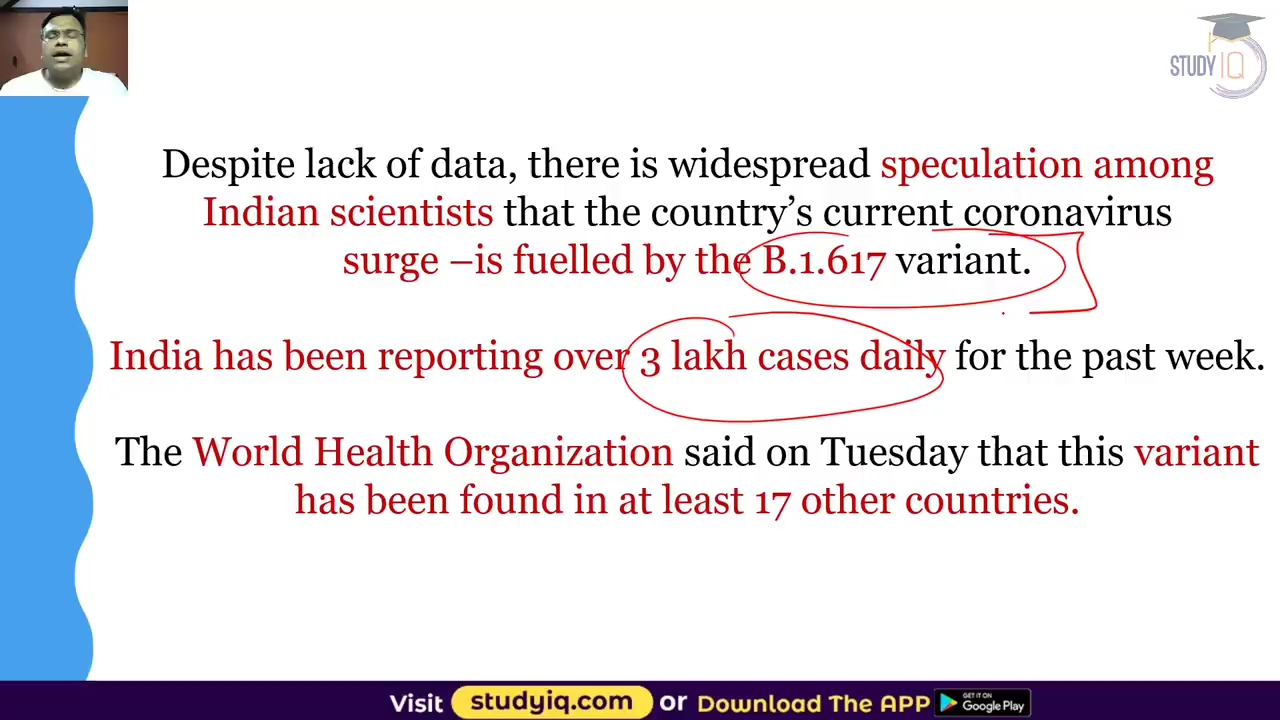 STUDY IQ
Despite lack of data, there is widespread speculation among
Indian scientists that the country’s current coronavirus
surge –is fuelled by the B.1.617 variant.
India has been reporting over 3 lakh cases daily for the past week.
The World Health Organization said on Tuesday that this variant
has been found in at least 17 other countries.
Visit studyiq.com or Download The APP GET IT ON Google Play